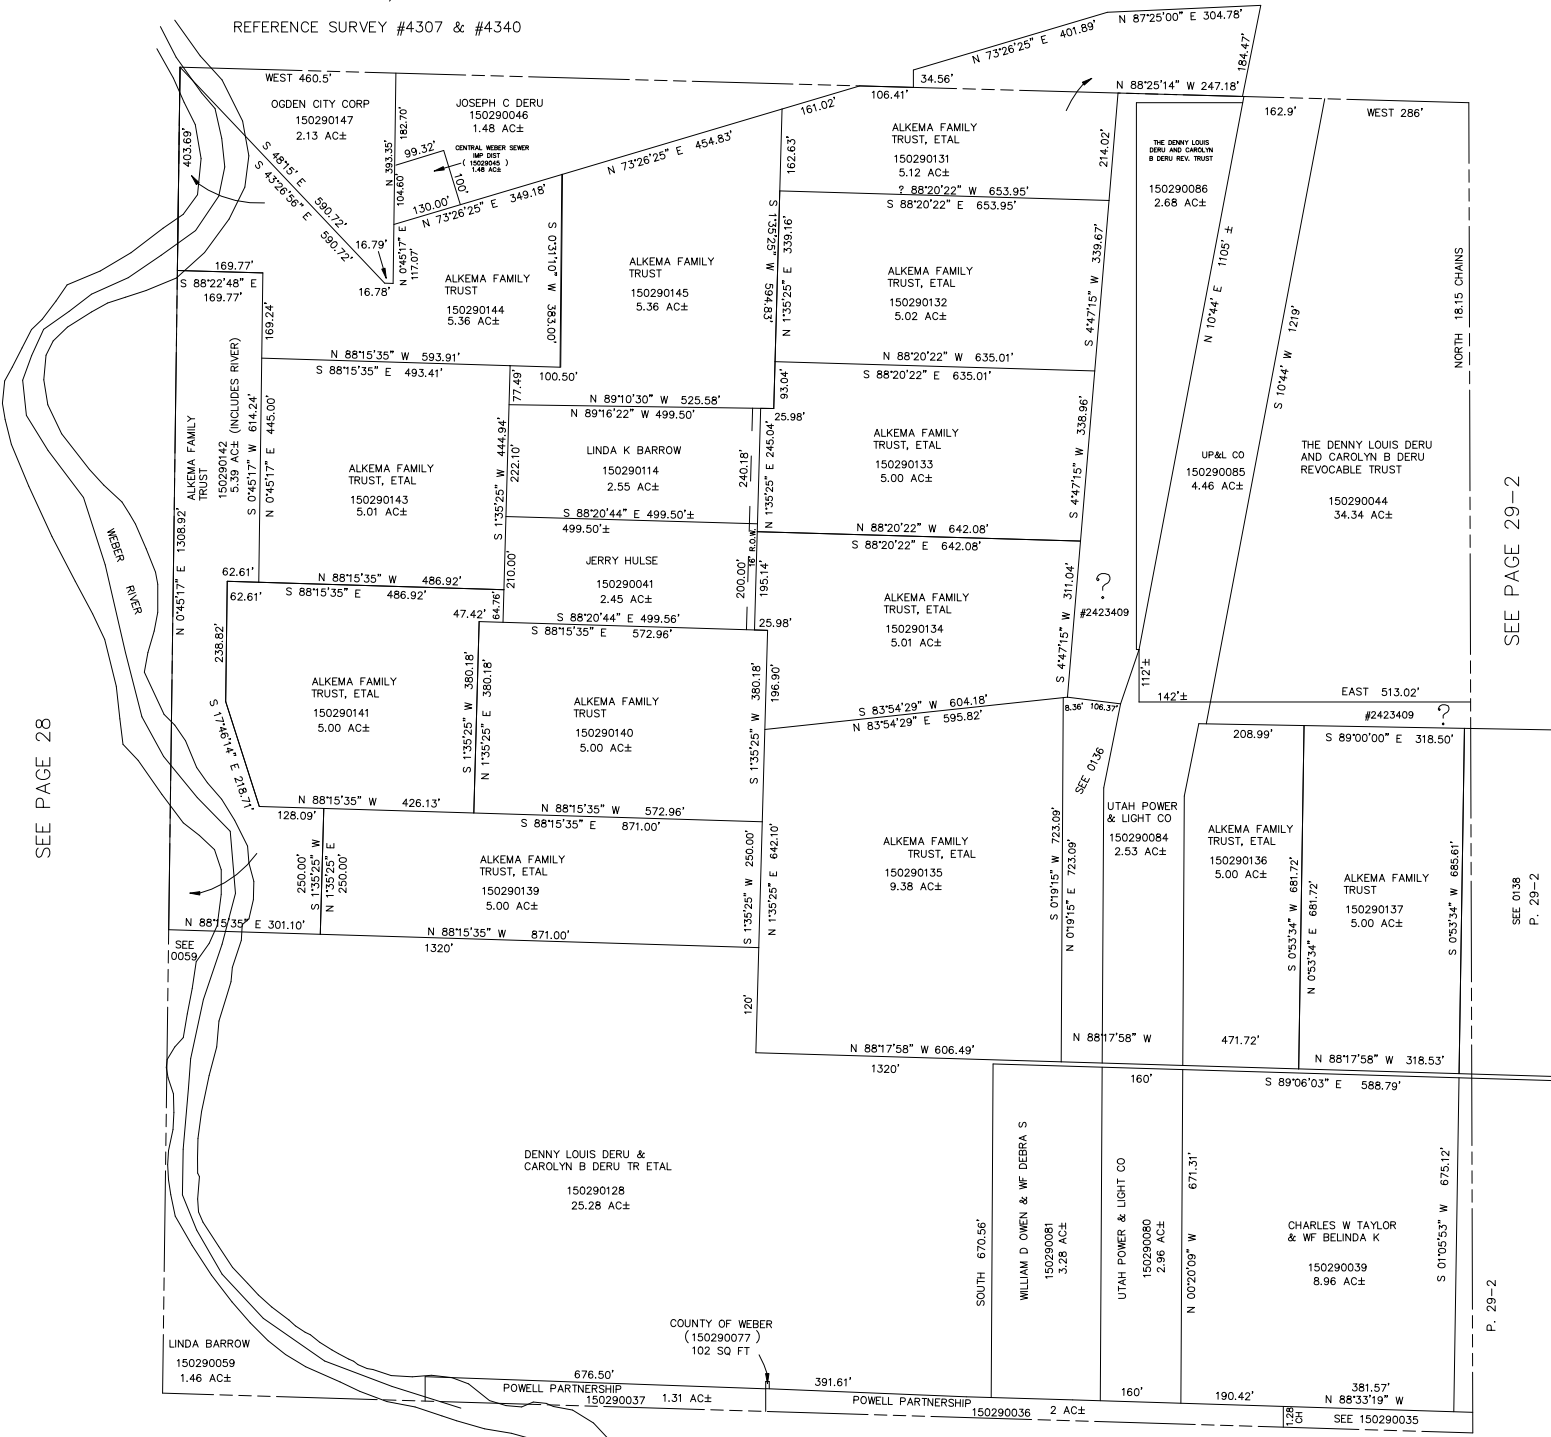 REFERENCE SURVEY #4307 & #4340
N 87°25'00" E 304.78'
N 73°26'25" E 401.89'
184.47'
WEST 460.5'
34.56'
N 88°25'14" W 247.18'
106.41'
161.02'
162.9'
WEST 286'
OGDEN CITY CORP
150290147
2.13 AC±
JOSEPH C DERU
150290046
1.48 AC±
182.70'
N 393.35'
403.69'
99.32'
CENTRAL WEBER SEWER
IMP DIST
( 15029045 )
1.48 AC±
100'
104.60'
130.00'
N 73°26'25" E 349.18'
N 73°26'25" E 454.83'
S 48°15' E 590.72'
S 43°26'56" E 590.72'
16.79'
16.78'
N 0°45'17" E
117.07'
ALKEMA FAMILY
TRUST, ETAL
150290131
5.12 AC±
162.63'
214.02'
? 88°20'22" W 653.95'
S 88°20'22" E 653.95'
THE DENNY LOUIS
DERU AND CAROLYN
B DERU REV. TRUST
150290086
2.68 AC±
169.77'
S 88°22'48" E
169.77'
169.24'
ALKEMA FAMILY
TRUST
150290144
5.36 AC±
S 0°31'10" W 383.00'
ALKEMA FAMILY
TRUST
150290145
5.36 AC±
S 1°35'25" W 594.83'
N 1°35'25" E 339.16'
ALKEMA FAMILY
TRUST, ETAL
150290132
5.02 AC±
S 4°47'15" W 339.67'
N 10°44' E 1105' ±
S 10°44' W 1219'
NORTH 18.15 CHAINS
N 88°15'35" W 593.91'
S 88°15'35" E 493.41'
100.50'
77.49'
N 89°10'30" W 525.58'
N 89°16'22" W 499.50'
N 88°20'22" W 635.01'
S 88°20'22" E 635.01'
93.04'
25.98'
ALKEMA FAMILY
TRUST
150290142
5.39 AC± (INCLUDES RIVER)
S 0°45'17" W 614.24'
N 0°45'17" E 445.00'
N 0°45'17" E 1308.92'
ALKEMA FAMILY
TRUST, ETAL
150290143
5.01 AC±
S 1°35'25" W 444.94'
222.10'
LINDA K BARROW
150290114
2.55 AC±
240.18'
N 1°35'25" E 245.04'
ALKEMA FAMILY
TRUST, ETAL
150290133
5.00 AC±
S 4°47'15" W 338.96'
UP&L CO
150290085
4.46 AC±
THE DENNY LOUIS DERU
AND CAROLYN B DERU
REVOCABLE TRUST
150290044
34.34 AC±
SEE PAGE 29-2
S 88°20'44" E 499.50'±
499.50'±
16' R.O.W.
N 88°20'22" W 642.08'
S 88°20'22" E 642.08'
JERRY HULSE
150290041
2.45 AC±
210.00'
200.00'
195.14'
WEBER RIVER
62.61'
62.61'
N 88°15'35" W 486.92'
S 88°15'35" E 486.92'
47.42'
64.76'
S 88°20'44" E 499.56'
S 88°15'35" E 572.96'
25.98'
ALKEMA FAMILY
TRUST, ETAL
150290134
5.01 AC±
S 4°47'15" W 311.04'
?
#2423409
112'±
142'±
EAST 513.02'
#2423409
?
238.82'
S 17°46'14" E 218.71'
ALKEMA FAMILY
TRUST, ETAL
150290141
5.00 AC±
S 1°35'25" W 380.18'
N 1°35'25" E 380.18'
ALKEMA FAMILY
TRUST
150290140
5.00 AC±
S 1°35'25" W 380.18'
196.90'
S 83°54'29" W 604.18'
N 83°54'29" E 595.82'
8.36'
106.37'
SEE 0136
208.99'
S 89°00'00" E 318.50'
SEE PAGE 28
N 88°15'35" W 426.13'
128.09'
N 88°15'35" W 572.96'
S 88°15'35" E 871.00'
250.00'
S 1°35'25" W
N 1°35'25" E
250.00'
ALKEMA FAMILY
TRUST, ETAL
150290139
5.00 AC±
S 1°35'25" W 250.00'
N 1°35'25" E 642.10'
ALKEMA FAMILY
TRUST, ETAL
150290135
9.38 AC±
S 0°19'15" W 723.09'
N 0°19'15" E 723.09'
UTAH POWER
& LIGHT CO
150290084
2.53 AC±
ALKEMA FAMILY
TRUST, ETAL
150290136
5.00 AC±
S 0°53'34" W 681.72'
N 0°53'34" E 681.72'
ALKEMA FAMILY
TRUST
150290137
5.00 AC±
S 0°53'34" W 685.61'
SEE 0138
P. 29-2
N 88°15'35" E 301.10'
N 88°15'35" W 871.00'
1320'
SEE
0059
120'
N 88°17'58" W 606.49'
1320'
N 88°17'58" W
471.72'
N 88°17'58" W 318.53'
160'
S 89°06'03" E 588.79'
DENNY LOUIS DERU &
CAROLYN B DERU TR ETAL
150290128
25.28 AC±
SOUTH 670.56'
WILLIAM D OWEN & WF DEBRA S
150290081
3.28 AC±
UTAH POWER & LIGHT CO
150290080
2.96 AC±
N 00°20'09" W 671.31'
CHARLES W TAYLOR
& WF BELINDA K
150290039
8.96 AC±
S 01°05'53" W 675.12'
P. 29-2
LINDA BARROW
150290059
1.46 AC±
COUNTY OF WEBER
( 150290077 )
102 SQ FT
676.50'
POWELL PARTNERSHIP
150290037 1.31 AC±
391.61'
POWELL PARTNERSHIP
150290036 2 AC±
160'
190.42'
381.57'
N 88°33'19" W
1.28
CH
SEE 150290035